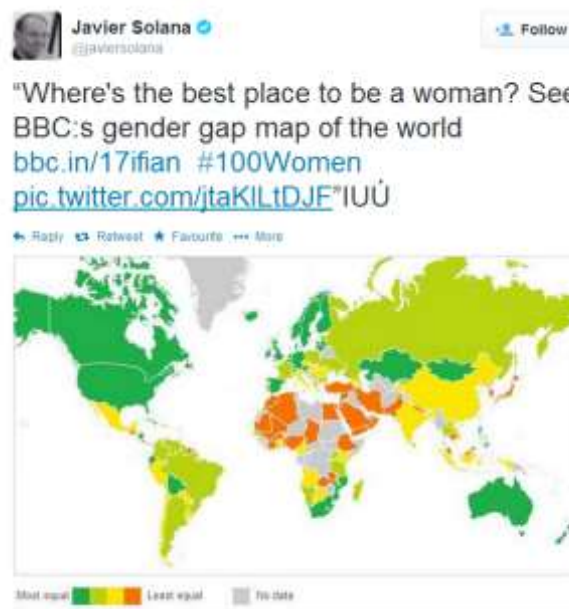 Javier Solana
@javiersolana
Follow
“Where's the best place to be a woman? See
BBC:s gender gap map of the world
bbc.in/17ifian #100Women
pic.twitter.com/jtaKILtDJF”IUÚ
Reply Retweet Favourite More
Most equal Least equal No data